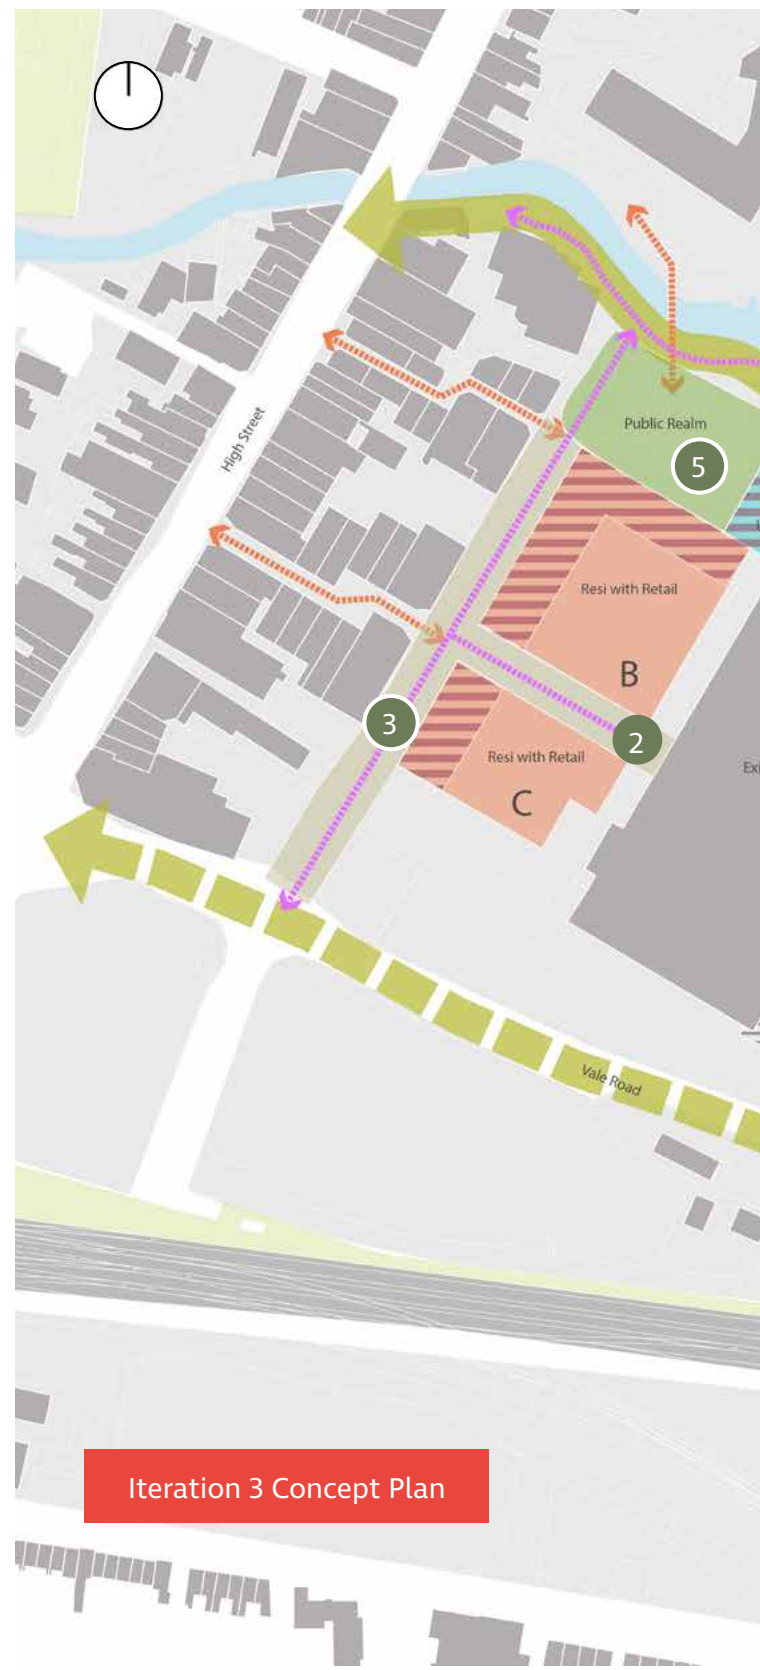 High Street
Public Realm
5
Resi with Retail
B
3
2
Resi with Retail
C
Vale Road
Iteration 3 Concept Plan